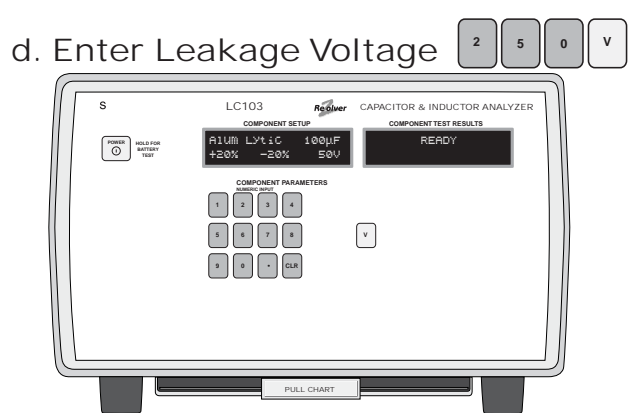 d. Enter Leakage Voltage 2 5 0 V
S LC103 ReZolver CAPACITOR & INDUCTOR ANALYZER
COMPONENT SETUP COMPONENT TEST RESULTS
POWER HOLD FOR BATTERY TEST
Alum Lytic 100µF READY
+20% -20% 50V
COMPONENT PARAMETERS
NUMERIC INPUT
1 2 3 4
5 6 7 8 V
9 0 • CLR
PULL CHART